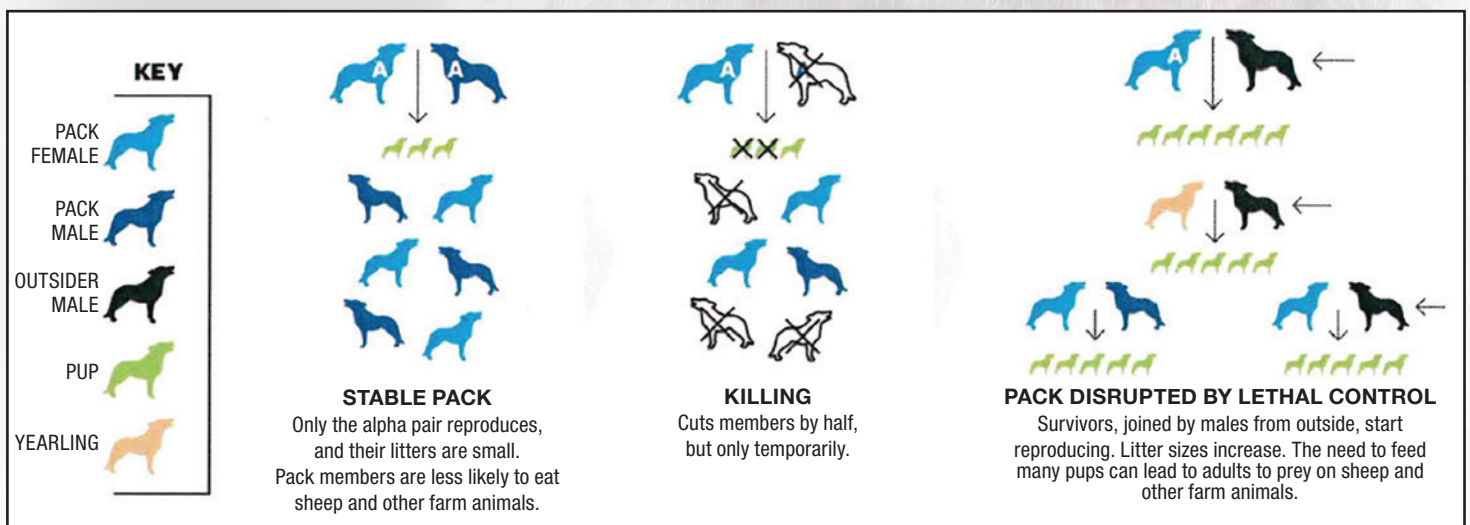 KEY
PACK
FEMALE
PACK
MALE
OUTSIDER
MALE
PUP
YEARLING
A A
STABLE PACK
Only the alpha pair reproduces,
and their litters are small.
Pack members are less likely to eat
sheep and other farm animals.
A A
KILLING
Cuts members by half,
but only temporarily.
A
PACK DISRUPTED BY LETHAL CONTROL
Survivors, joined by males from outside, start
reproducing. Litter sizes increase. The need to feed
many pups can lead to adults to prey on sheep and
other farm animals.